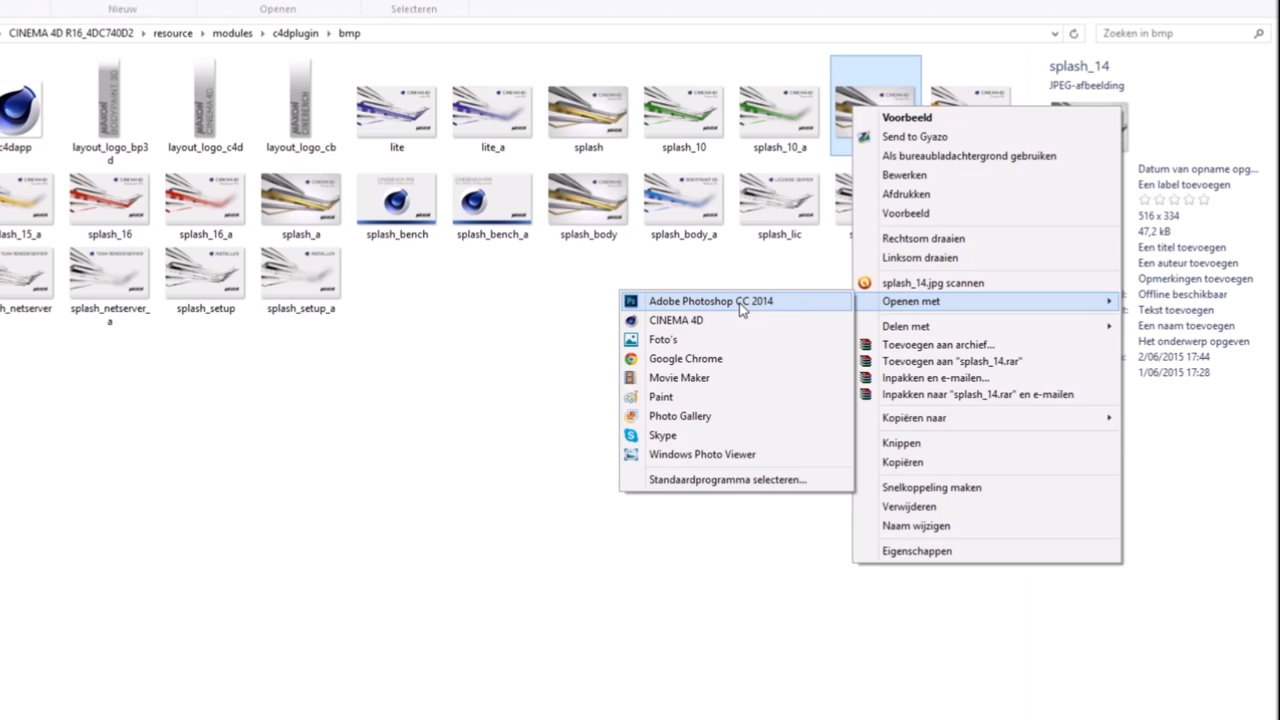 Nieuw
Openen
Selecteren
CINEMA 4D R16_4DC740D2
resource
modules
c4dplugin
bmp
Zoeken in bmp
c4dapp
layout_logo_bp3
d
layout_logo_c4d
layout_logo_cb
lite
lite_a
splash
splash_10
splash_10_a
splash_14
JPEG-afbeelding
splash_16
splash_16_a
splash_a
splash_bench
splash_bench_a
splash_body
splash_body_a
splash_lic
splash_netserver_
a
splash_setup
splash_setup_a
Voorbeeld
Send to Gyazo
Als bureaubladachtergrond gebruiken
Bewerken
Afdrukken
Voorbeeld
Rechtsom draaien
Linksom draaien
splash_14.jpg scannen
Openen met
Delen met
Toevoegen aan archief...
Toevoegen aan "splash_14.rar"
Inpakken en e-mailen...
Inpakken naar "splash_14.rar" en e-mailen
Kopiëren naar
Knippen
Kopiëren
Snelkoppeling maken
Verwijderen
Naam wijzigen
Eigenschappen
Adobe Photoshop CC 2014
CINEMA 4D
Foto's
Google Chrome
Movie Maker
Paint
Photo Gallery
Skype
Windows Photo Viewer
Standaardprogramma selecteren...
Datum van opname opg...
Een label toevoegen
516 x 334
47,2 kB
Een titel toevoegen
Een auteur toevoegen
Opmerkingen toevoegen
Offline beschikbaar
Tekst toevoegen
Een naam toevoegen
Het onderwerp opgeven
2/06/2015 17:44
1/06/2015 17:28